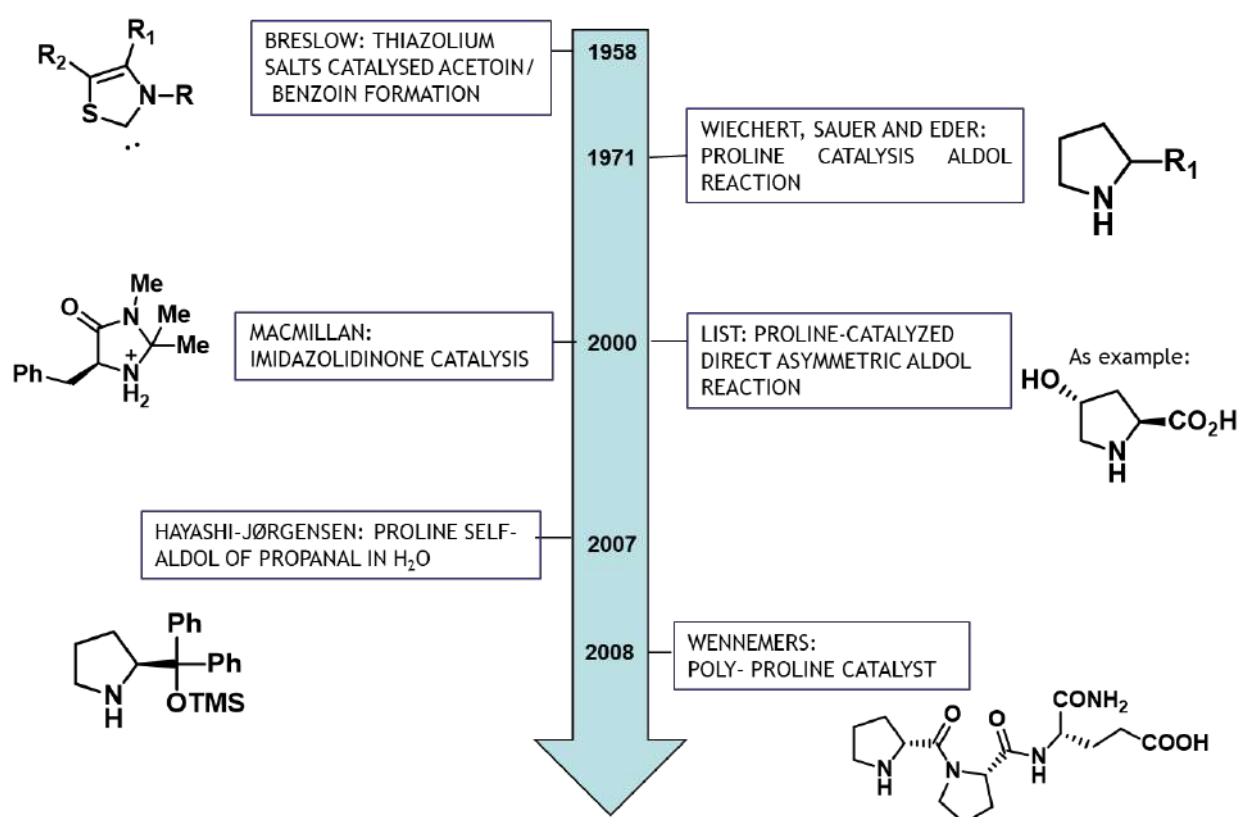 R₁
R₂
N–R
S
••
BRESLOW: THIAZOLIUM
SALTS CATALYSED ACETOIN/
BENZOIN FORMATION
1958
WIECHERT, SAUER AND EDER:
PROLINE CATALYSIS ALDOL
REACTION
1971
R₁
N
H
Me
O
N
Me
Me
N
+
H₂
Ph
MACMILLAN:
IMIDAZOLIDINONE CATALYSIS
2000
LIST: PROLINE-CATALYZED
DIRECT ASYMMETRIC ALDOL
REACTION
As example:
HO
CO₂H
N
H
HAYASHI-JØRGENSEN: PROLINE SELF-
ALDOL OF PROPANAL IN H₂O
2007
Ph
Ph
N
H
OTMS
2008
WENNEMERS:
POLY- PROLINE CATALYST
O
O
CONH₂
COOH
N
H
N
N
H